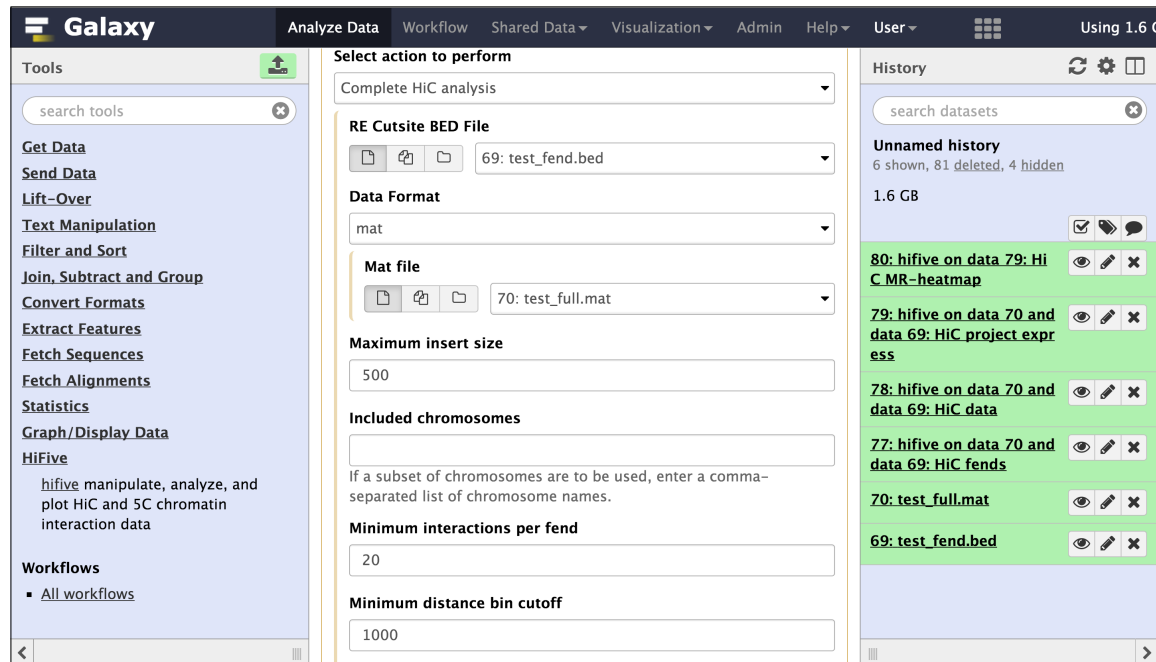 Galaxy
Analyze Data Workflow Shared Data Visualization Admin Help User Using 1.6
Tools
search tools
Get Data
Send Data
Lift-Over
Text Manipulation
Filter and Sort
Join, Subtract and Group
Convert Formats
Extract Features
Fetch Sequences
Fetch Alignments
Statistics
Graph/Display Data
HiFive
hifive manipulate, analyze, and
plot HiC and 5C chromatin
interaction data
Workflows
All workflows
Select action to perform
Complete HiC analysis
RE Cutsite BED File
69: test_fend.bed
Data Format
mat
Mat file
70: test_full.mat
Maximum insert size
500
Included chromosomes
If a subset of chromosomes are to be used, enter a comma-
separated list of chromosome names.
Minimum interactions per fend
20
Minimum distance bin cutoff
1000
History
search datasets
Unnamed history
6 shown, 81 deleted, 4 hidden
1.6 GB
80: hifive on data 79: Hi
C MR-heatmap
79: hifive on data 70 and
data 69: HiC project expr
ess
78: hifive on data 70 and
data 69: HiC data
77: hifive on data 70 and
data 69: HiC fends
70: test_full.mat
69: test_fend.bed